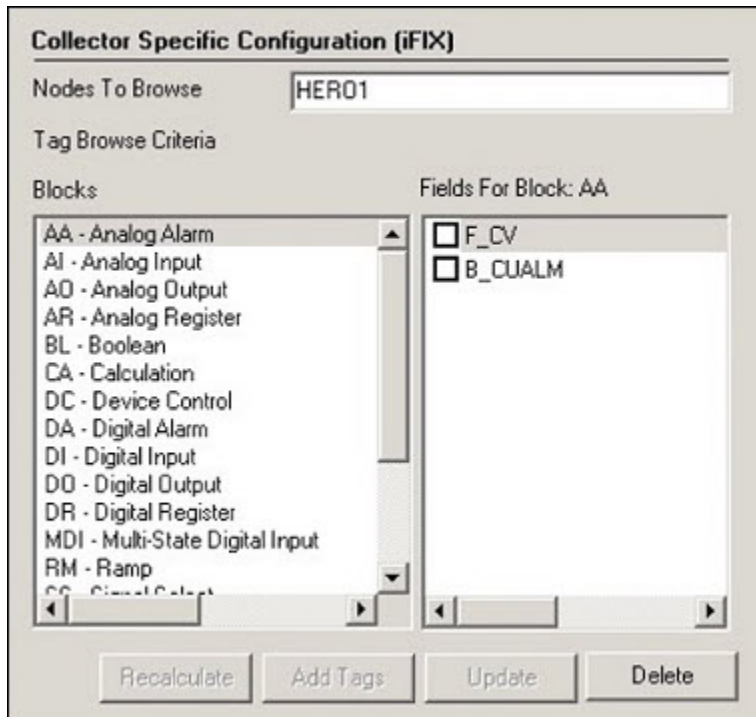 Collector Specific Configuration (iFIX)
Nodes To Browse
HERO1
Tag Browse Criteria
Blocks
Fields For Block: AA
AA - Analog Alarm
AI - Analog Input
AO - Analog Output
AR - Analog Register
BL - Boolean
CA - Calculation
DC - Device Control
DA - Digital Alarm
DI - Digital Input
DO - Digital Output
DR - Digital Register
MDI - Multi-State Digital Input
RM - Ramp
SS - Signal Select
F_CV
B_CUALM
Recalculate
Add Tags
Update
Delete